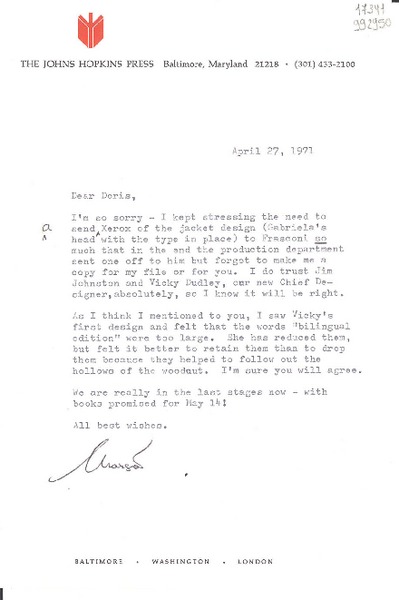 17341
992950
THE JOHNS HOPKINS PRESS Baltimore, Maryland 21218 · (301) 453-2100
April 27, 1971
Dear Doris,
I'm so sorry - I kept stressing the need to
a send Xerox of the jacket design (Gabriela's
head with the type in place) to Frasconi so
much that in the end the production department
sent one off to him but forgot to make me a
copy for my file or for you. I do trust Jim
Johnston and Vicky Dudley, our new Chief De-
signer, absolutely, so I know it will be right.
As I think I mentioned to you, I saw Vicky's
first design and felt that the words "bilingual
edition" were too large. She has reduced them,
but felt it better to retain them than to drop
them because they helped to follow out the
hollows of the woodcut. I'm sure you will agree.
We are really in the last stages now - with
books promised for May 14!
All best wishes.
BALTIMORE · WASHINGTON · LONDON